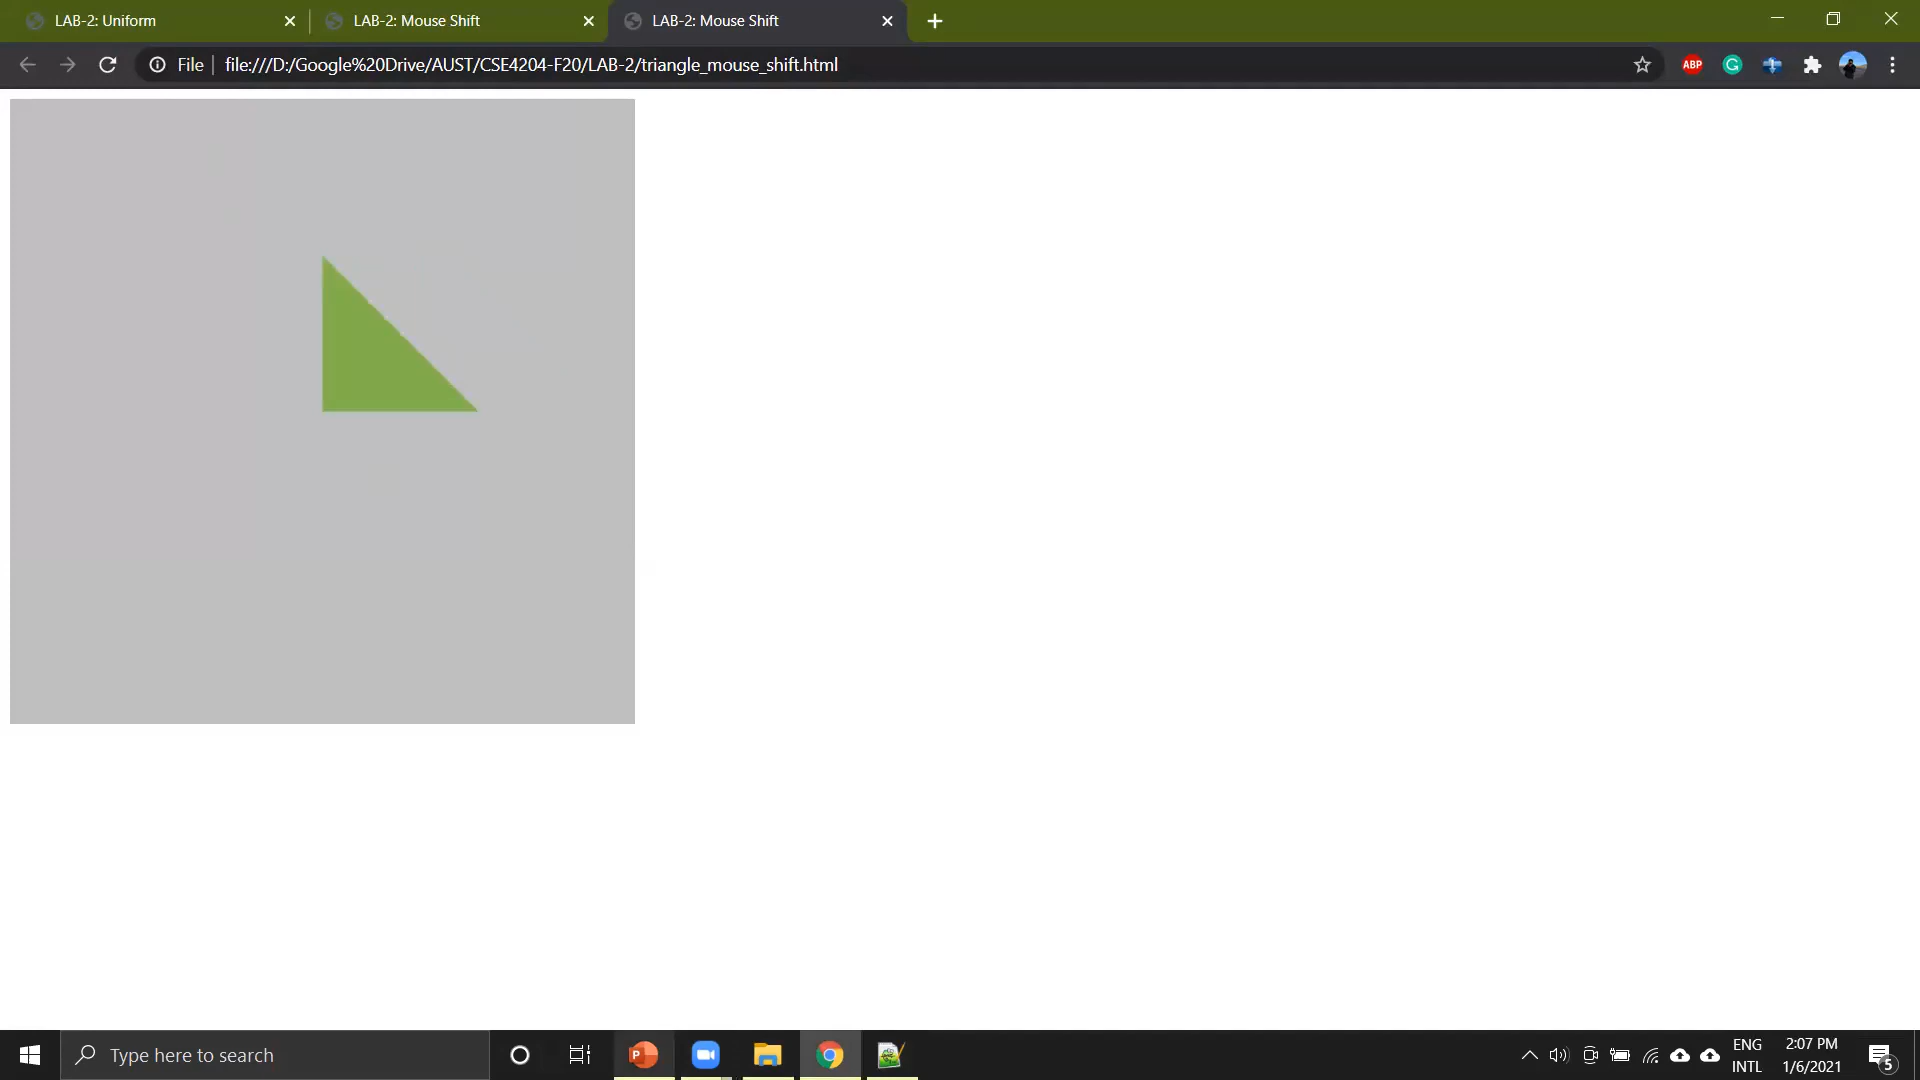 LAB-2: Uniform
LAB-2: Mouse Shift
LAB-2: Mouse Shift
File
file:///D:/Google%20Drive/AUST/CSE4204-F20/LAB-2/triangle_mouse_shift.html
ABP
G
Type here to search
P
ENG
INTL
2:07 PM
1/6/2021
5